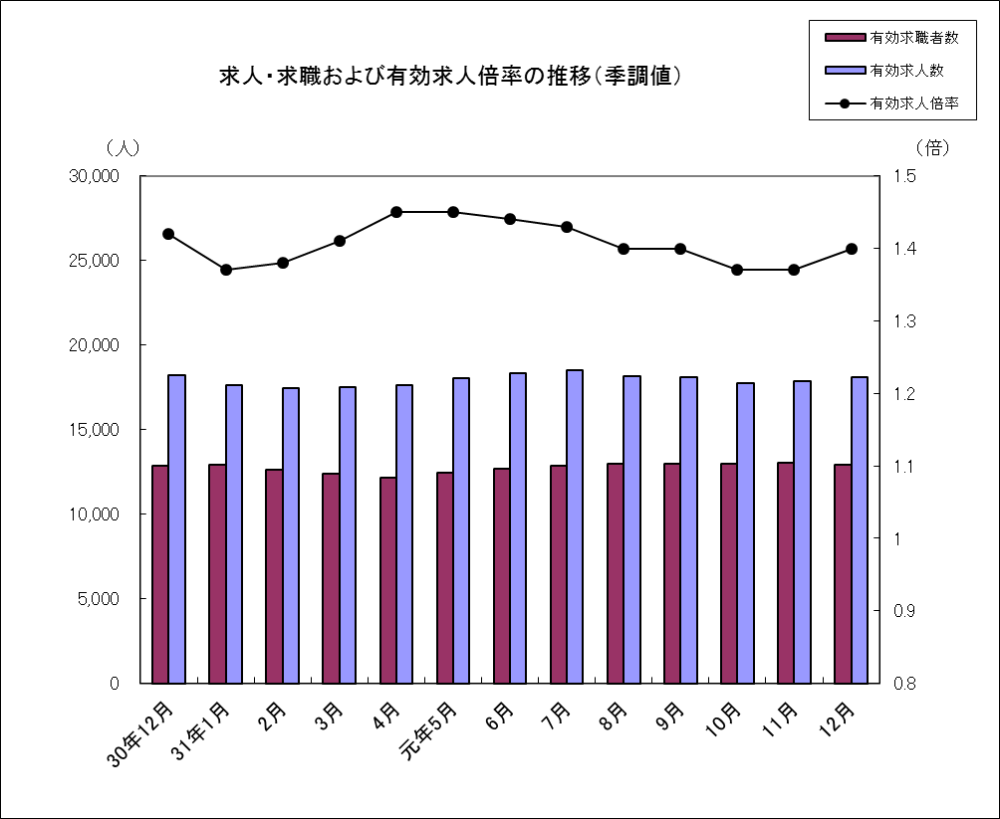 有効求職者数
有効求人数
有効求人倍率
求人・求職および有効求人倍率の推移(季調値)
(人)
(倍)
30,000
25,000
20,000
15,000
10,000
5,000
0
1.5
1.4
1.3
1.2
1.1
1
0.9
0.8
30年12月
31年1月
2月
3月
4月
元年5月
6月
7月
8月
9月
10月
11月
12月